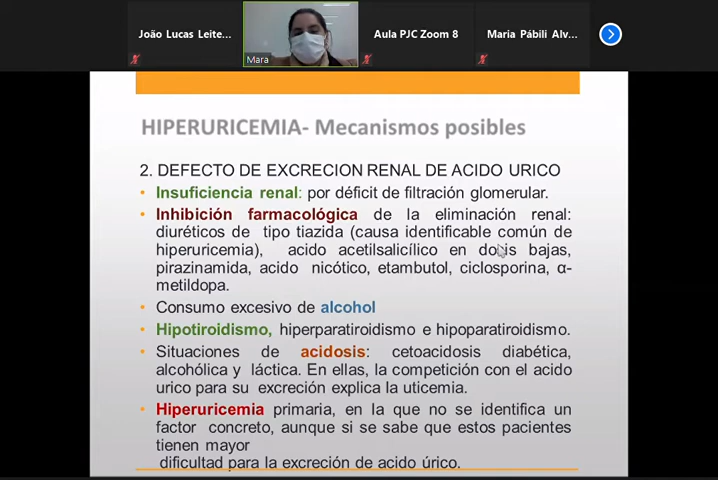 João Lucas Leite...
Mara
Aula PJC Zoom 8
Maria Pábili Alv...
HIPERURICEMIA- Mecanismos posibles
2. DEFECTO DE EXCRECION RENAL DE ACIDO URICO
• Insuficiencia renal: por déficit de filtración glomerular.
• Inhibición farmacológica de la eliminación renal:
diuréticos de tipo tiazida (causa identificable común de
hiperuricemia), acido acetilsalicílico en dosis bajas,
pirazinamida, acido nicótico, etambutol, ciclosporina, α-
metildopa.
• Consumo excesivo de alcohol
• Hipotiroidismo, hiperparatiroidismo e hipoparatiroidismo.
• Situaciones de acidosis: cetoacidosis diabética,
alcohólica y láctica. En ellas, la competición con el acido
urico para su excreción explica la uticemia.
• Hiperuricemia primaria, en la que no se identifica un
factor concreto, aunque si se sabe que estos pacientes
tienen mayor
dificultad para la excreción de acido úrico.